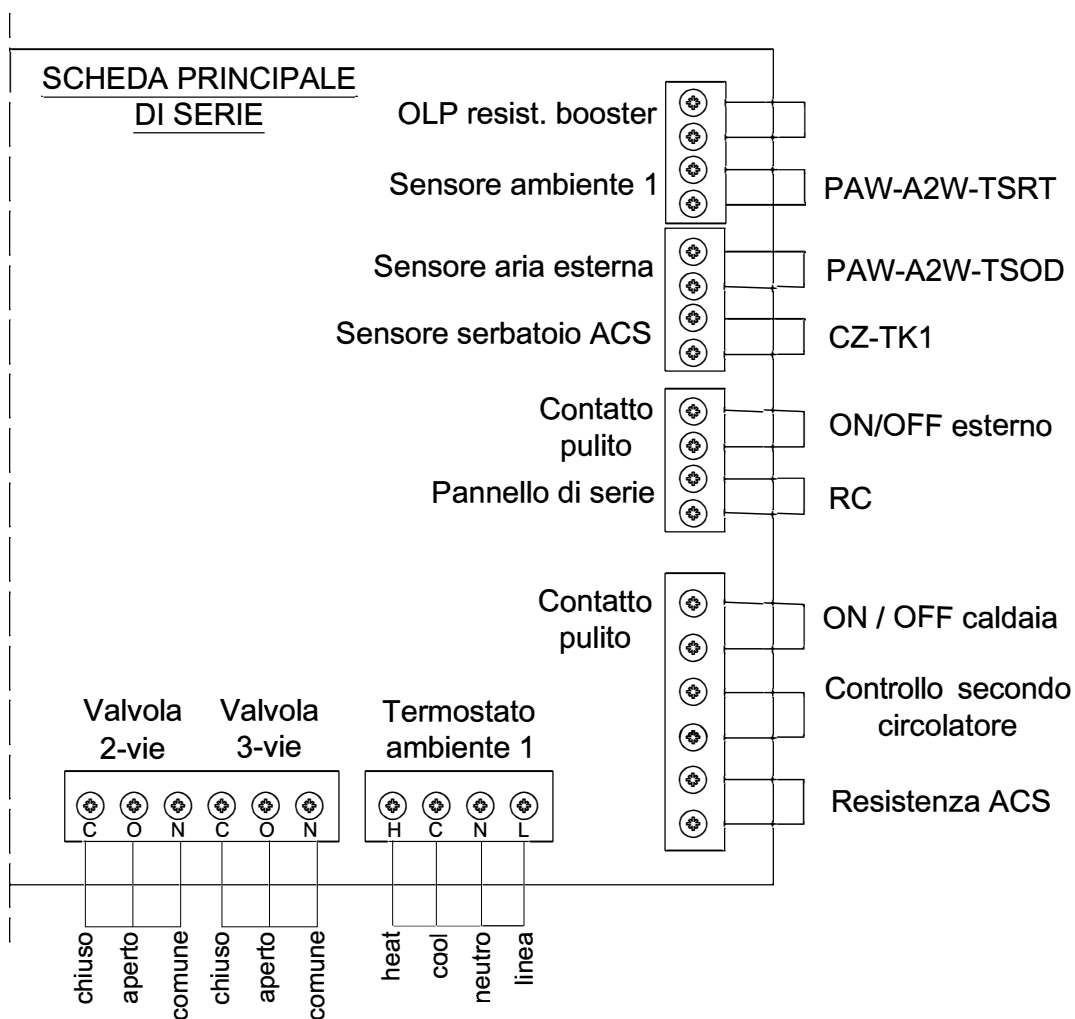 SCHEDA PRINCIPALE
DI SERIE
OLP resist. booster
Sensore ambiente 1
PAW-A2W-TSRT
Sensore aria esterna
PAW-A2W-TSOD
Sensore serbatoio ACS
CZ-TK1
Contatto
pulito
ON/OFF esterno
Pannello di serie
RC
Contatto
pulito
ON / OFF caldaia
Controllo secondo
circolatore
Resistenza ACS
Valvola
2-vie
Valvola
3-vie
Termostato
ambiente 1
C O N C O N
H C N L
chiuso
aperto
comune
chiuso
aperto
comune
heat
cool
neutro
linea